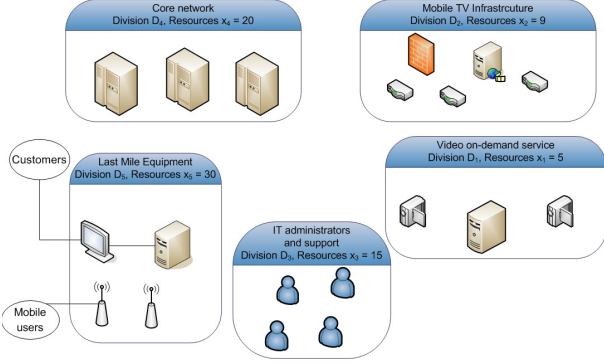 Core network
Division D₄, Resources x₄ = 20
Mobile TV Infrastrcuture
Division D₂, Resources x₂ = 9
Customers
Last Mile Equipment
Division D₅, Resources x₅ = 30
Video on-demand service
Division D₁, Resources x₁ = 5
IT administrators
and support
Division D₃, Resources x₃ = 15
Mobile
users